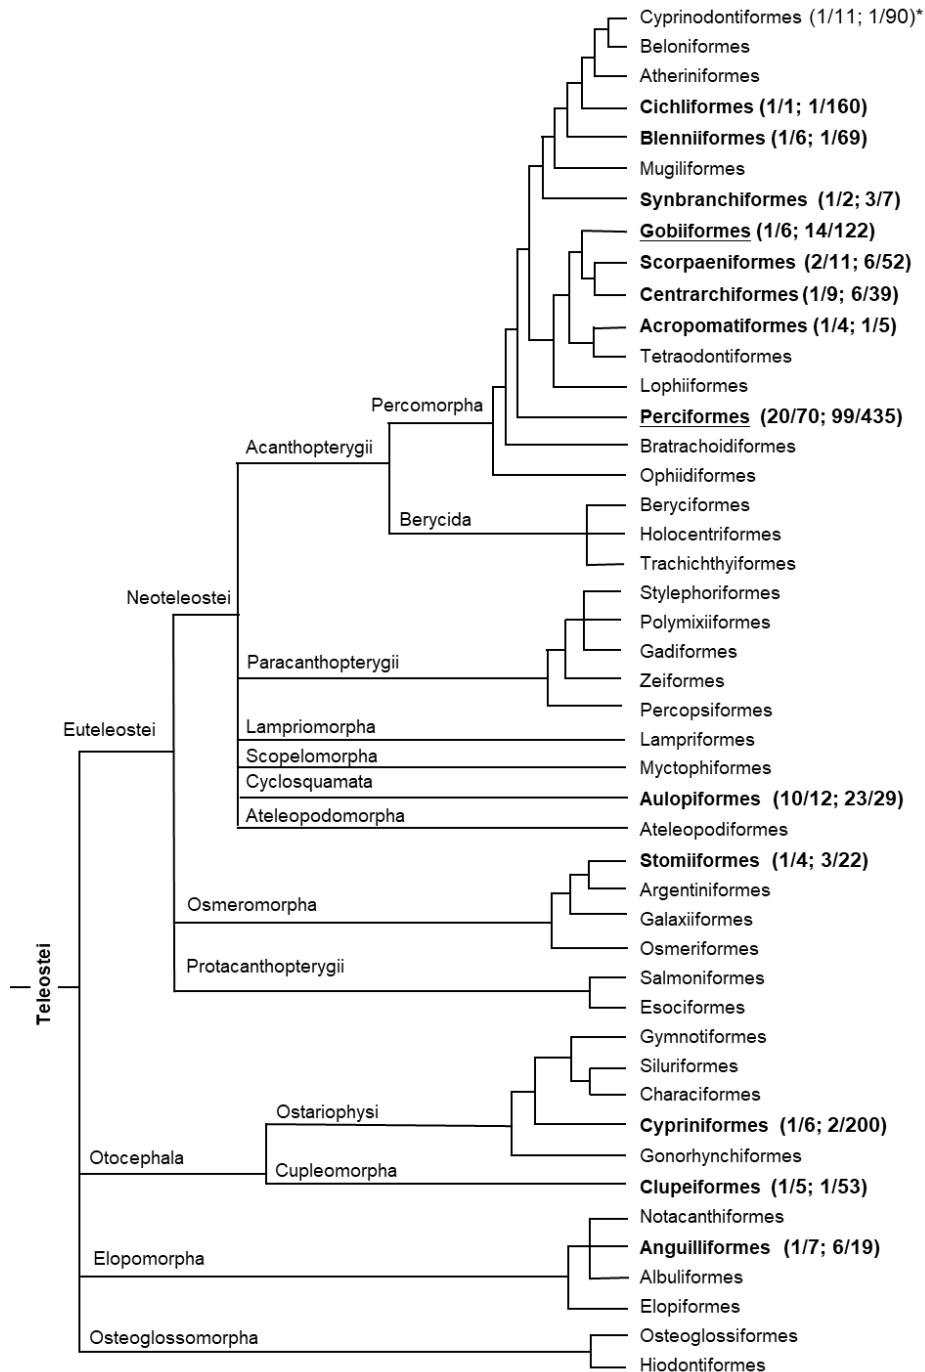 Cyprinodontiformes (1/11; 1/90)*
Beloniformes
Atheriniformes
Cichliformes (1/1; 1/160)
Blenniiformes (1/6; 1/69)
Mugiliformes
Synbranchiformes (1/2; 3/7)
Gobiiformes (1/6; 14/122)
Scorpaeniformes (2/11; 6/52)
Centrarchiformes (1/9; 6/39)
Acropomatiformes (1/4; 1/5)
Tetraodontiformes
Lophiiformes
Percomorpha
Perciformes (20/70; 99/435)
Acanthopterygii
Bratrachoidiformes
Ophiidiformes
Beryciformes
Berycida
Holocentriformes
Trachichthyiformes
Neoteleostei
Stylephoriformes
Polymixiiformes
Gadiformes
Paracanthopterygii
Zeiformes
Percopsiformes
Euteleostei
Lampriomorpha
Lampriformes
Scopelomorpha
Myctophiformes
Cyclosquamata
Aulopiformes (10/12; 23/29)
Ateleopodomorpha
Ateleopodiformes
Stomiiformes (1/4; 3/22)
Argentiniformes
Osmeromorpha
Galaxiiformes
Osmeriformes
Protacanthopterygii
Salmoniformes
Teleostei
Esociformes
Gymnotiformes
Siluriformes
Characiformes
Ostariophysi
Cypriniformes (1/6; 2/200)
Gonorhynchiformes
Otocephala
Cupleomorpha
Clupeiformes (1/5; 1/53)
Notacanthiformes
Anguilliformes (1/7; 6/19)
Elopomorpha
Albuliformes
Elopiformes
Osteoglossomorpha
Osteoglossiformes
Hiodontiformes